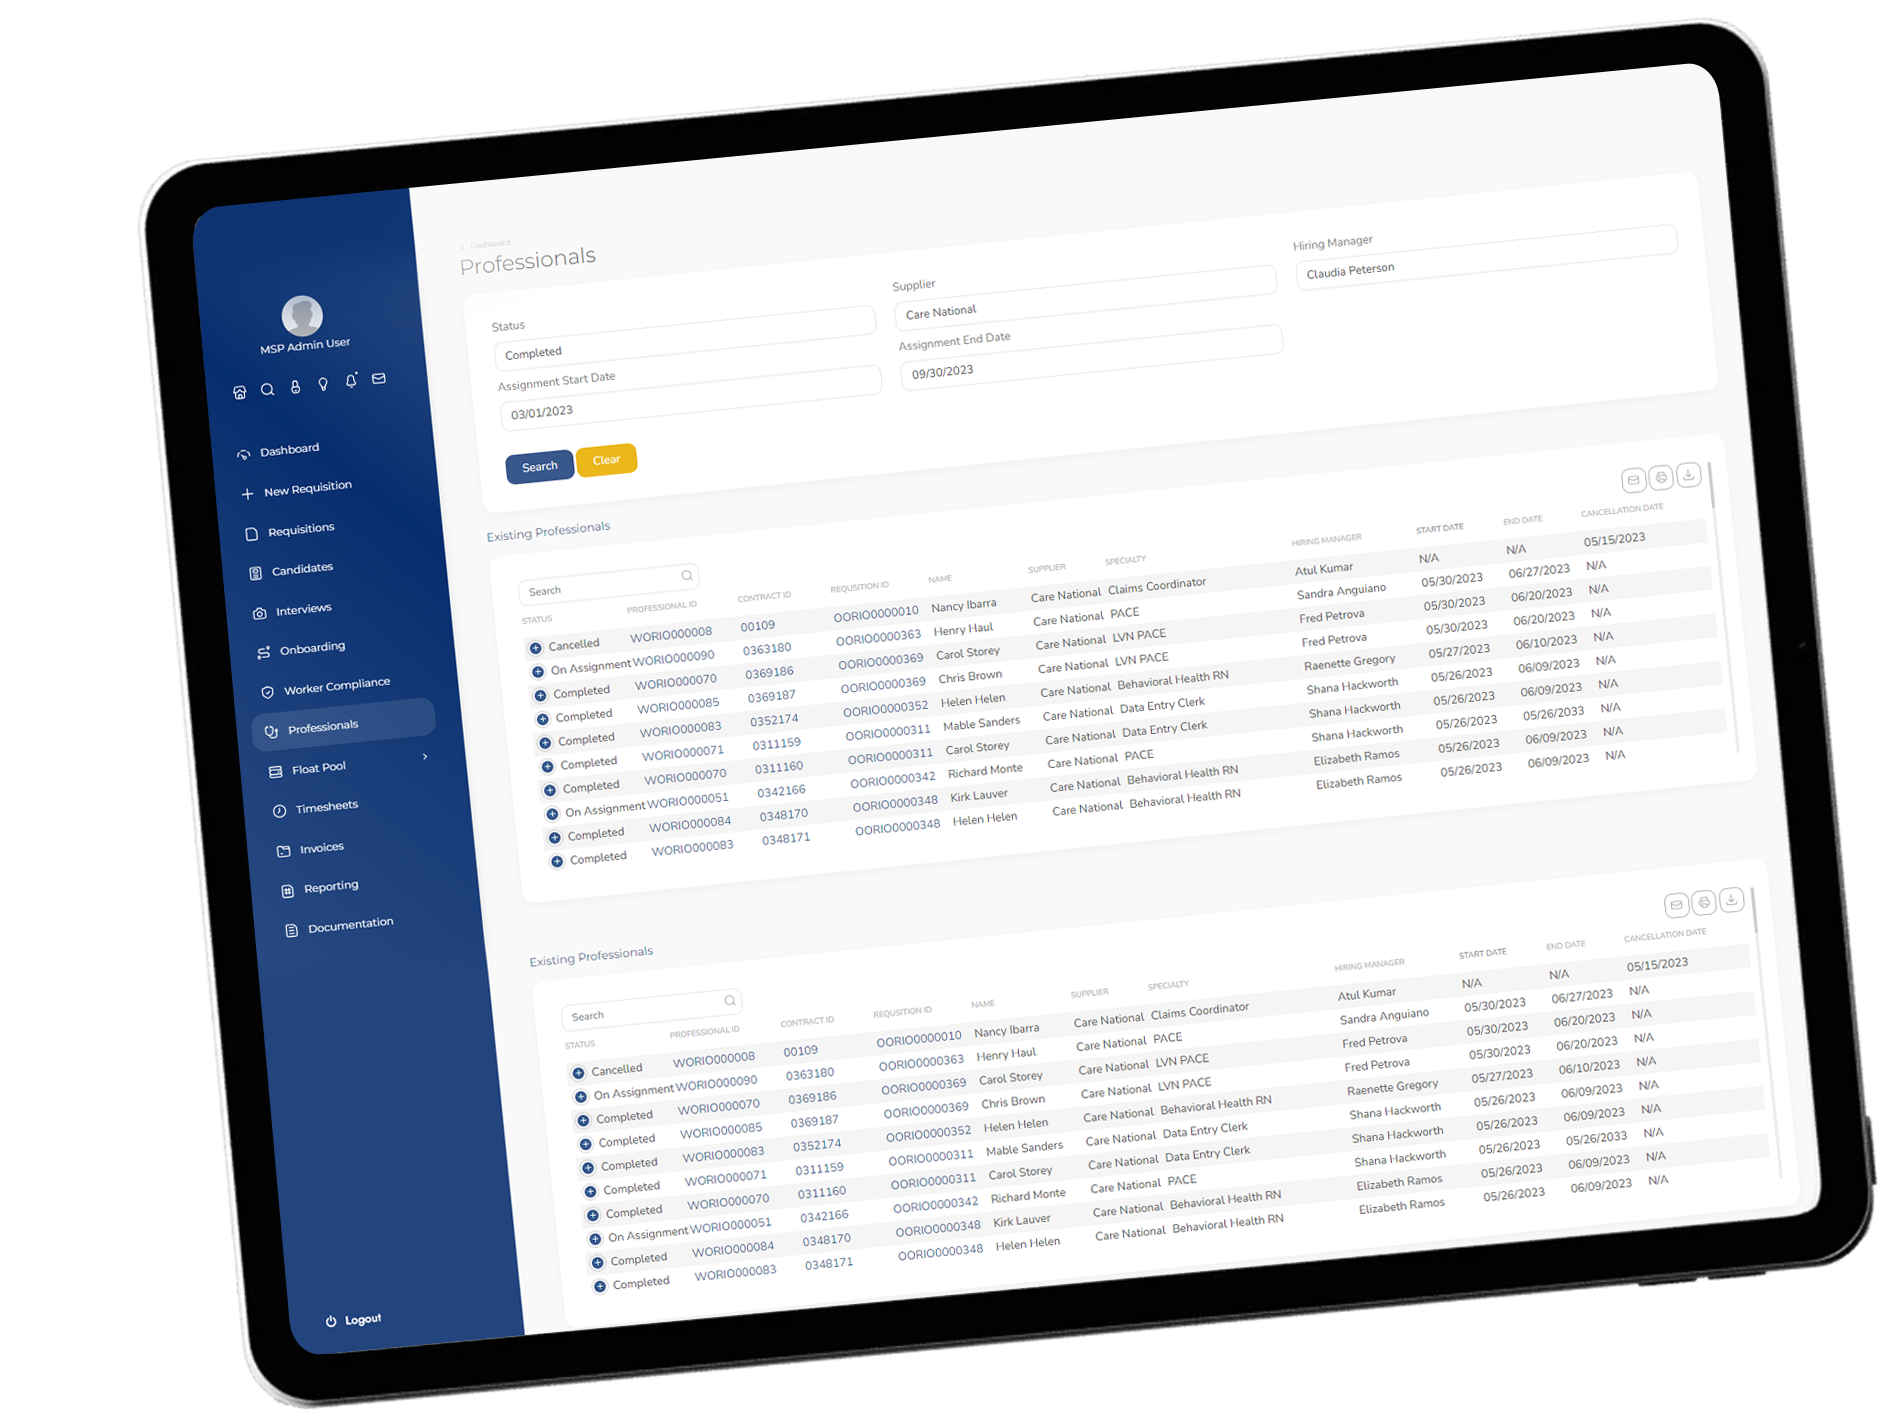 MSP Admin User
Dashboard
New Requisition
Requisitions
Candidates
Interviews
Onboarding
Worker Compliance
Professionals
Float Pool
Timesheets
Invoices
Reporting
Documentation
Logout
Dashboard
Professionals
Status
Completed
Supplier
Care National
Hiring Manager
Claudia Peterson
Assignment Start Date
03/01/2023
Assignment End Date
09/30/2023
Search Clear
Existing Professionals
Search
STATUS PROFESSIONAL ID CONTRACT ID REQUSITION ID NAME SUPPLIER SPECIALTY HIRING MANAGER START DATE END DATE CANCELLATION DATE
Cancelled WORIO000008 00109 OORIO0000010 Nancy Ibarra Care National Claims Coordinator Atul Kumar N/A N/A 05/15/2023
On Assignment WORIO000090 0363180 OORIO0000363 Henry Haul Care National PACE Sandra Anguiano 05/30/2023 06/27/2023 N/A
Completed WORIO000070 0369186 OORIO0000369 Carol Storey Care National LVN PACE Fred Petrova 05/30/2023 06/20/2023 N/A
Completed WORIO000085 0369187 OORIO0000369 Chris Brown Care National LVN PACE Fred Petrova 05/30/2023 06/20/2023 N/A
Completed WORIO000083 0352174 OORIO0000352 Helen Helen Care National Behavioral Health RN Raenette Gregory 05/27/2023 06/10/2023 N/A
Completed WORIO000071 0311159 OORIO0000311 Mable Sanders Care National Data Entry Clerk Shana Hackworth 05/26/2023 06/09/2023 N/A
Completed WORIO000070 0311160 OORIO0000311 Carol Storey Care National Data Entry Clerk Shana Hackworth 05/26/2023 06/09/2023 N/A
On Assignment WORIO000051 0342166 OORIO0000342 Richard Monte Care National PACE Shana Hackworth 05/26/2023 05/26/2033 N/A
Completed WORIO000084 0348170 OORIO0000348 Kirk Lauver Care National Behavioral Health RN Elizabeth Ramos 05/26/2023 06/09/2023 N/A
Completed WORIO000083 0348171 OORIO0000348 Helen Helen Care National Behavioral Health RN Elizabeth Ramos 05/26/2023 06/09/2023 N/A
Existing Professionals
Search
STATUS PROFESSIONAL ID CONTRACT ID REQUSITION ID NAME SUPPLIER SPECIALTY HIRING MANAGER START DATE END DATE CANCELLATION DATE
Cancelled WORIO000008 00109 OORIO0000010 Nancy Ibarra Care National Claims Coordinator Atul Kumar N/A N/A 05/15/2023
On Assignment WORIO000090 0363180 OORIO0000363 Henry Haul Care National PACE Sandra Anguiano 05/30/2023 06/27/2023 N/A
Completed WORIO000070 0369186 OORIO0000369 Carol Storey Care National LVN PACE Fred Petrova 05/30/2023 06/20/2023 N/A
Completed WORIO000085 0369187 OORIO0000369 Chris Brown Care National LVN PACE Fred Petrova 05/30/2023 06/20/2023 N/A
Completed WORIO000083 0352174 OORIO0000352 Helen Helen Care National Behavioral Health RN Raenette Gregory 05/27/2023 06/10/2023 N/A
Completed WORIO000071 0311159 OORIO0000311 Mable Sanders Care National Data Entry Clerk Shana Hackworth 05/26/2023 06/09/2023 N/A
Completed WORIO000070 0311160 OORIO0000311 Carol Storey Care National Data Entry Clerk Shana Hackworth 05/26/2023 06/09/2023 N/A
On Assignment WORIO000051 0342166 OORIO0000342 Richard Monte Care National PACE Shana Hackworth 05/26/2023 05/26/2033 N/A
Completed WORIO000084 0348170 OORIO0000348 Kirk Lauver Care National Behavioral Health RN Elizabeth Ramos 05/26/2023 06/09/2023 N/A
Completed WORIO000083 0348171 OORIO0000348 Helen Helen Care National Behavioral Health RN Elizabeth Ramos 05/26/2023 06/09/2023 N/A